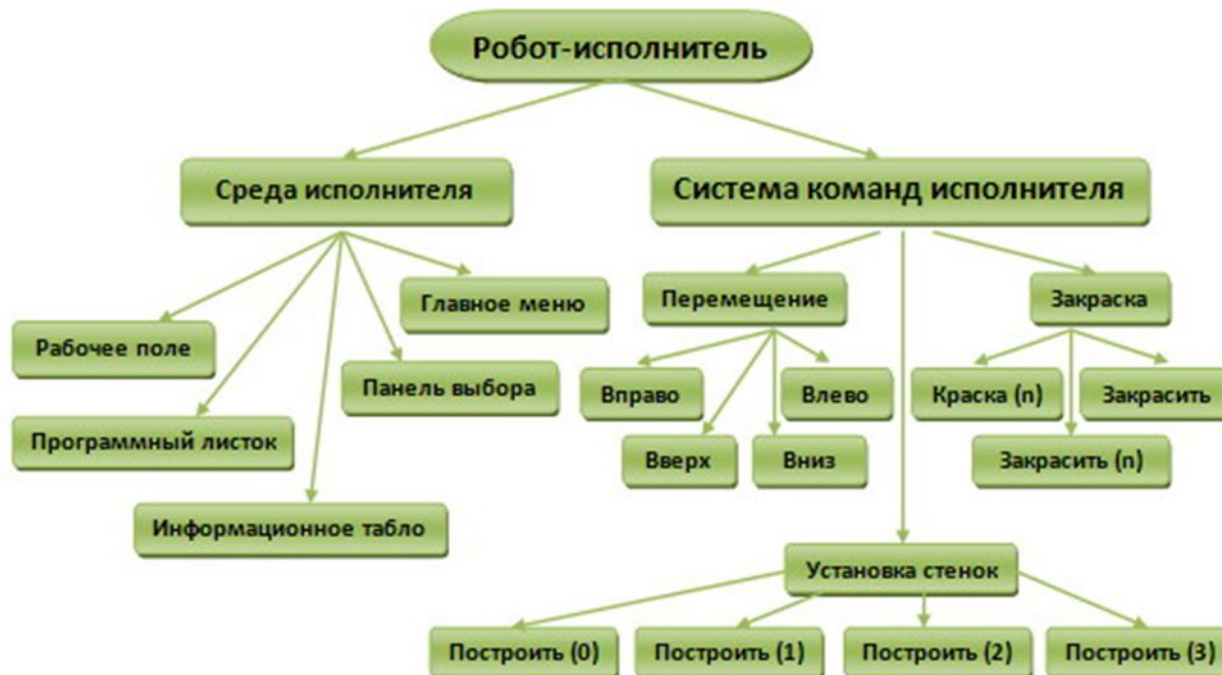 Робот-исполнитель
Среда исполнителя
Система команд исполнителя
Главное меню
Рабочее поле
Панель выбора
Программный листок
Информационное табло
Перемещение
Закраска
Вправо
Влево
Вверх
Вниз
Краска (n)
Закрасить
Закрасить (n)
Установка стенок
Построить (0)
Построить (1)
Построить (2)
Построить (3)